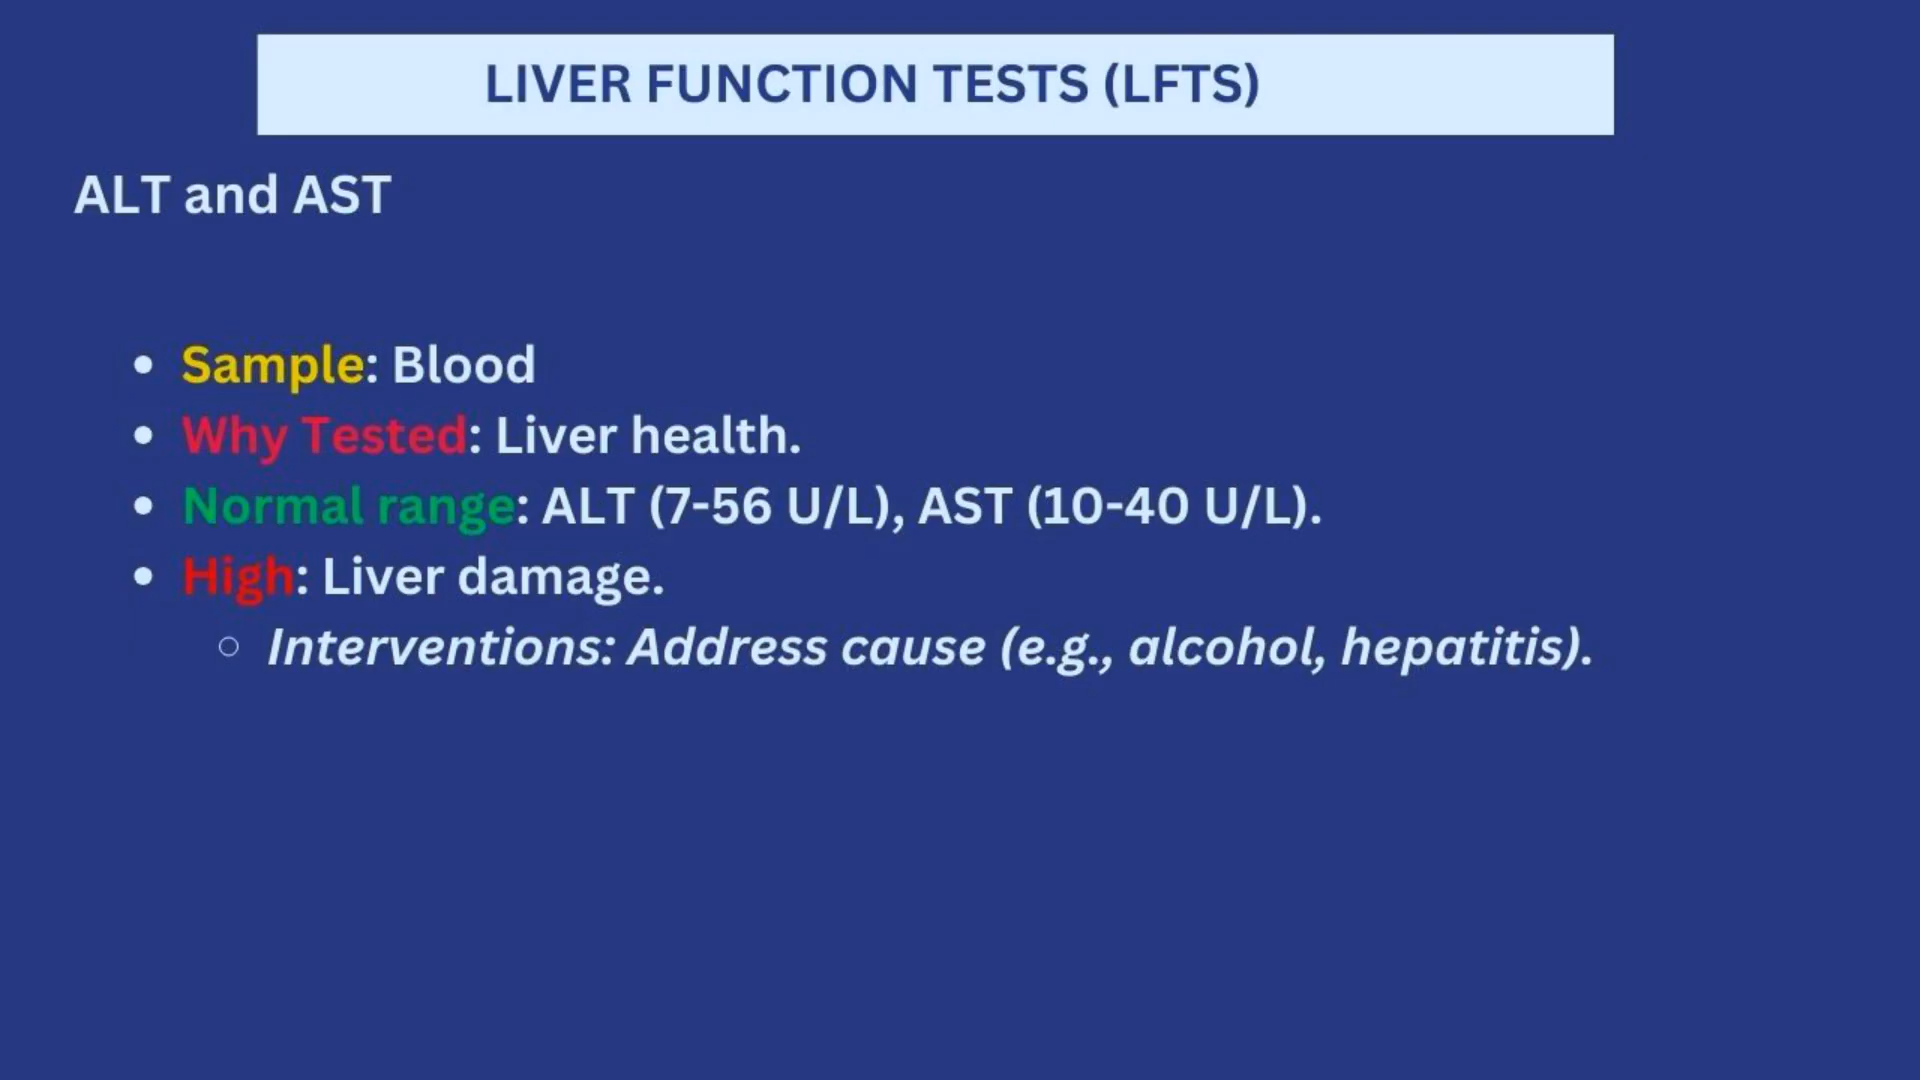 LIVER FUNCTION TESTS (LFTS)
ALT and AST
• Sample: Blood
• Why Tested: Liver health.
• Normal range: ALT (7-56 U/L), AST (10-40 U/L).
• High: Liver damage.
○ Interventions: Address cause (e.g., alcohol, hepatitis).